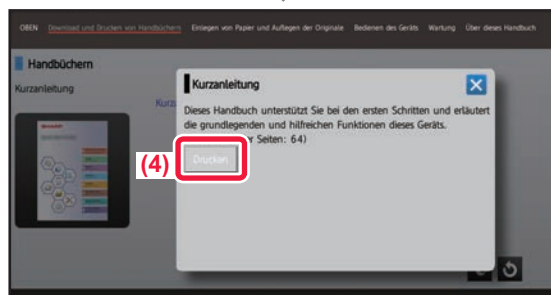 OBEN Download und Drucken von Handbüchern Einlegen von Papier und Auflegen der Originale Bedienen des Geräts Wartung Über dieses Handbuch
Handbüchern
Kurzanleitung
Kurzanleitung
Dieses Handbuch unterstützt Sie bei den ersten Schritten und erläutert
die grundlegenden und hilfreichen Funktionen dieses Geräts.
er Seiten: 64)
(4)
Drucken